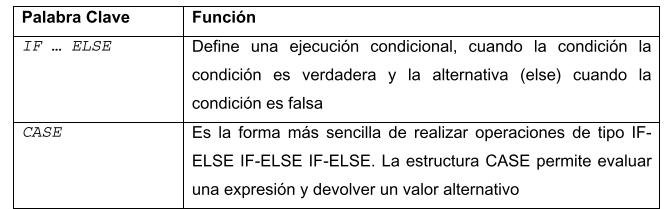 Palabra Clave
Función
IF … ELSE
Define una ejecución condicional, cuando la condición la
condición es verdadera y la alternativa (else) cuando la
condición es falsa
CASE
Es la forma más sencilla de realizar operaciones de tipo IF-
ELSE IF-ELSE IF-ELSE. La estructura CASE permite evaluar
una expresión y devolver un valor alternativo